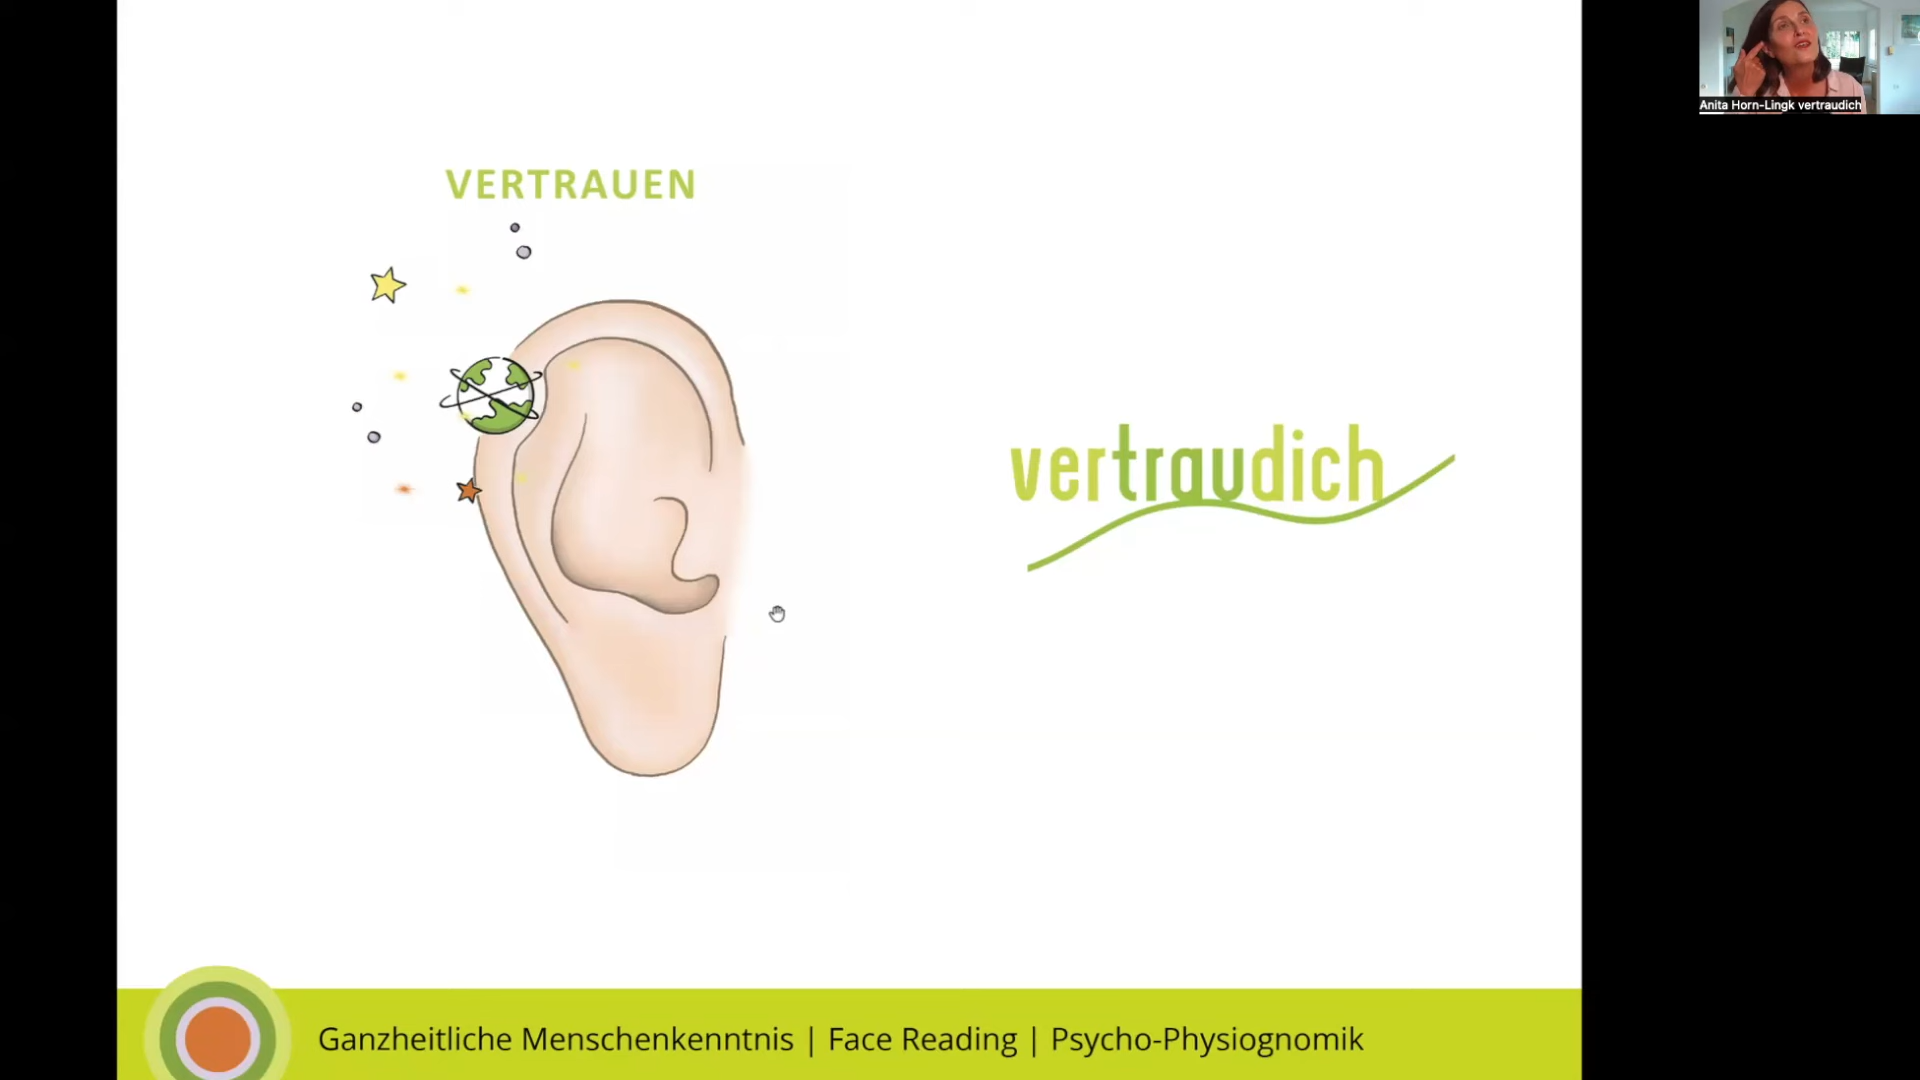 Anita Horn-Lingk vertraudich
VERTRAUEN
vertraudich
Ganzheitliche Menschenkenntnis | Face Reading | Psycho-Physiognomik